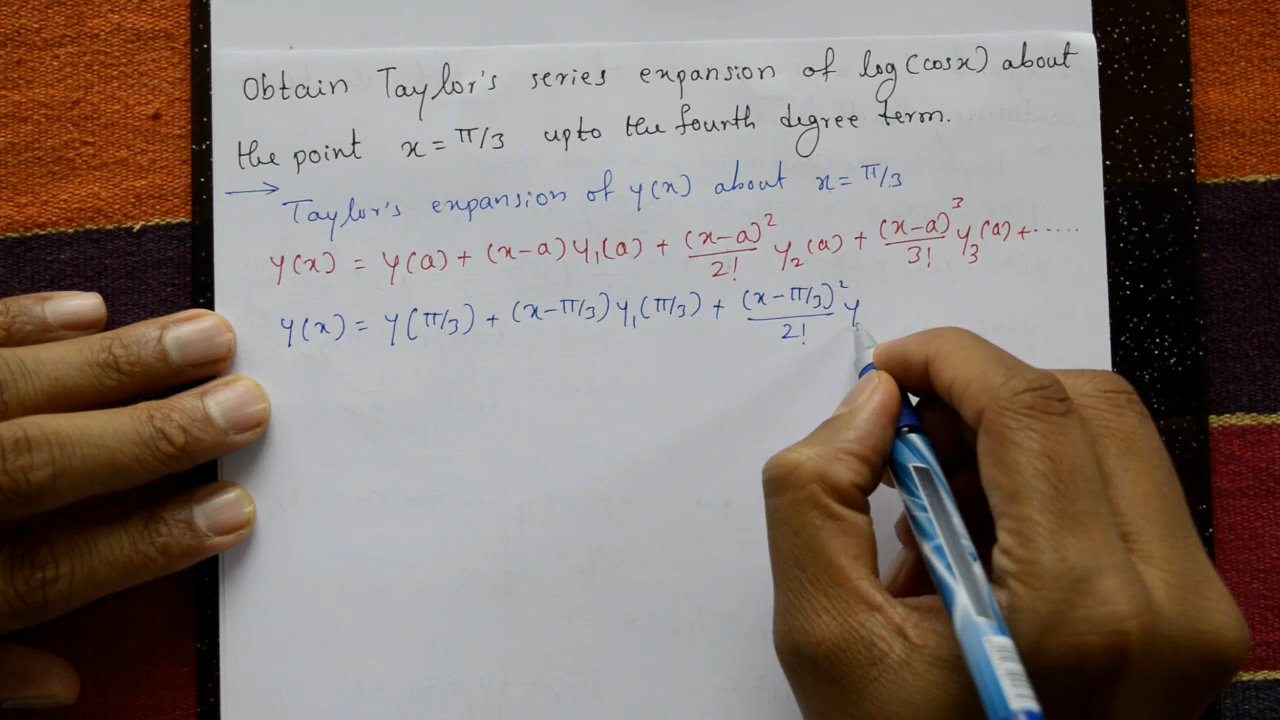 Obtain Taylor's series expansion of log(cosx) about
the point x = π/3 upto the fourth degree term.
→ Taylor's expansion of y(x) about x = π/3
y(x) = y(a) + (x-a) y₁(a) + (x-a)²/2! y₂(a) + (x-a)³/3! y₃(a) + .....
y(x) = y(π/3) + (x-π/3) y₁(π/3) + (x-π/3)²/2! y